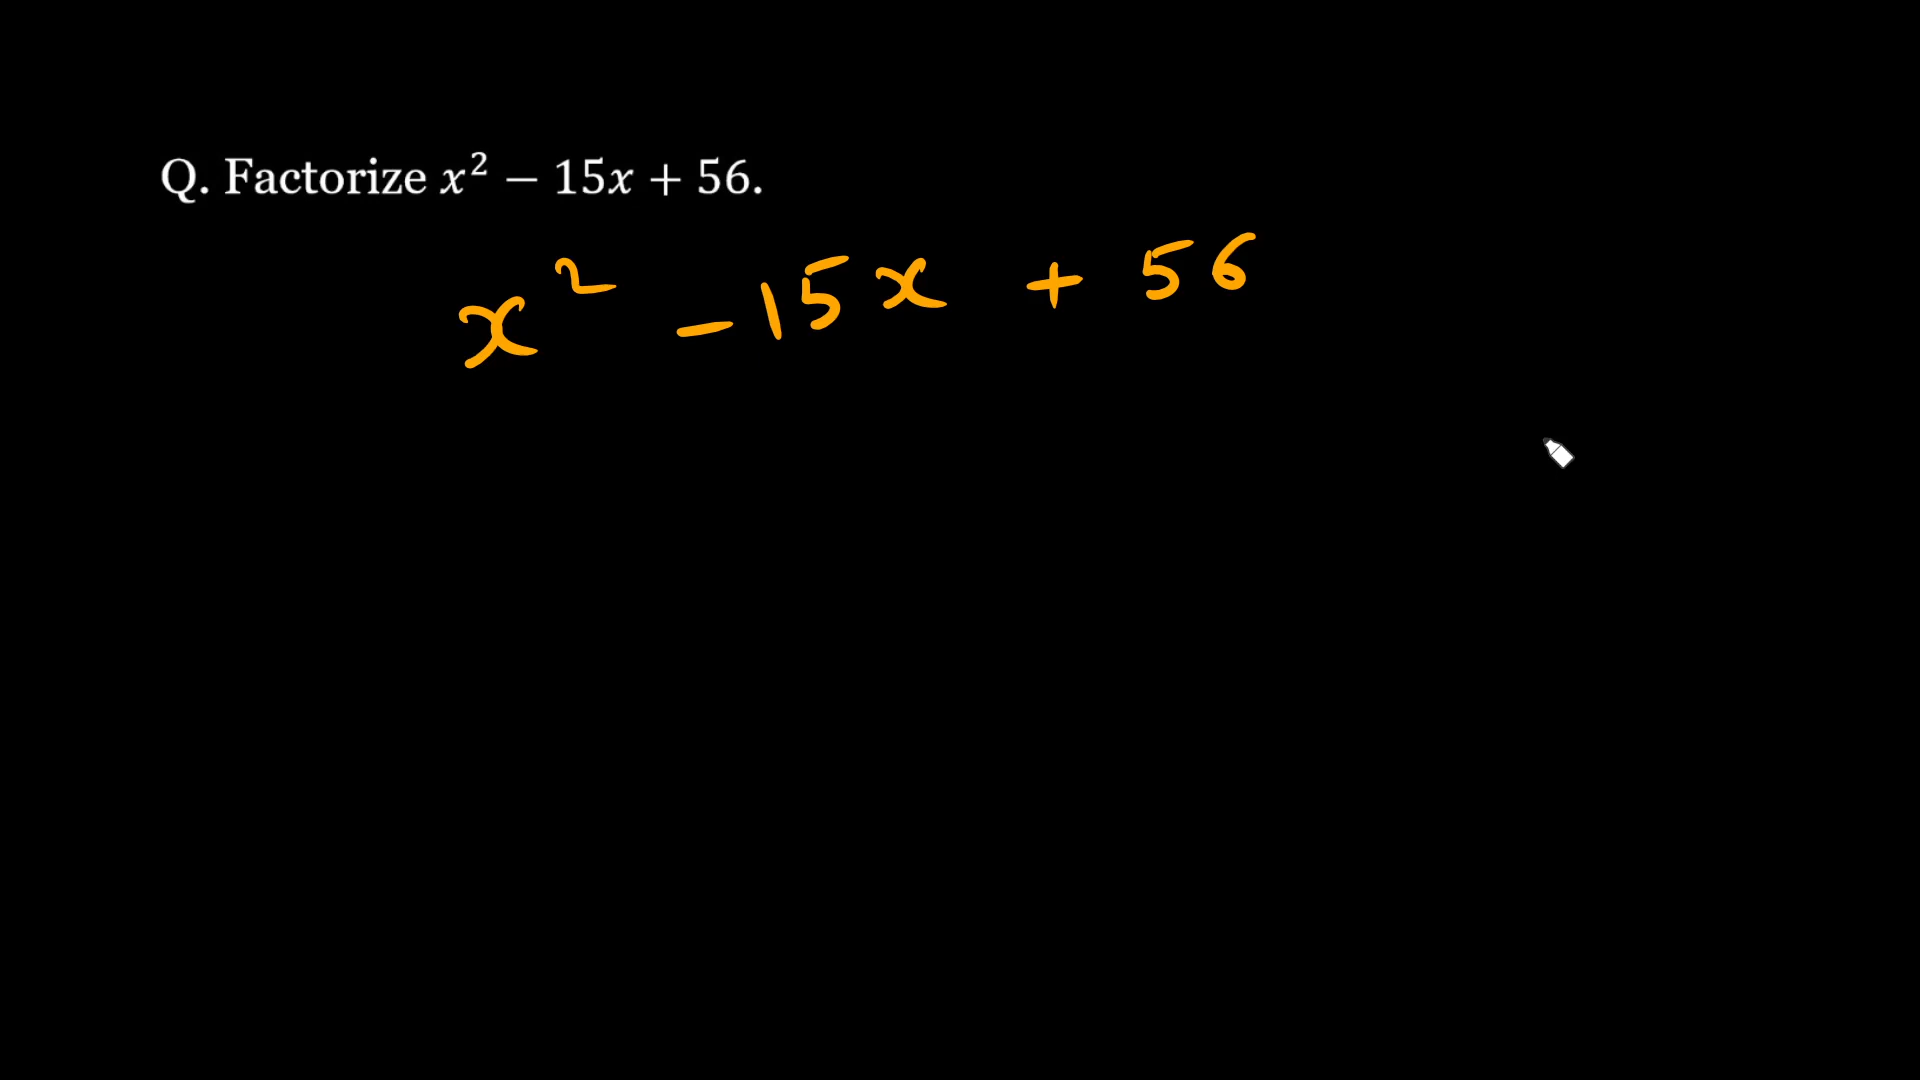 Q. Factorize x² − 15x + 56.
x² − 15x + 56